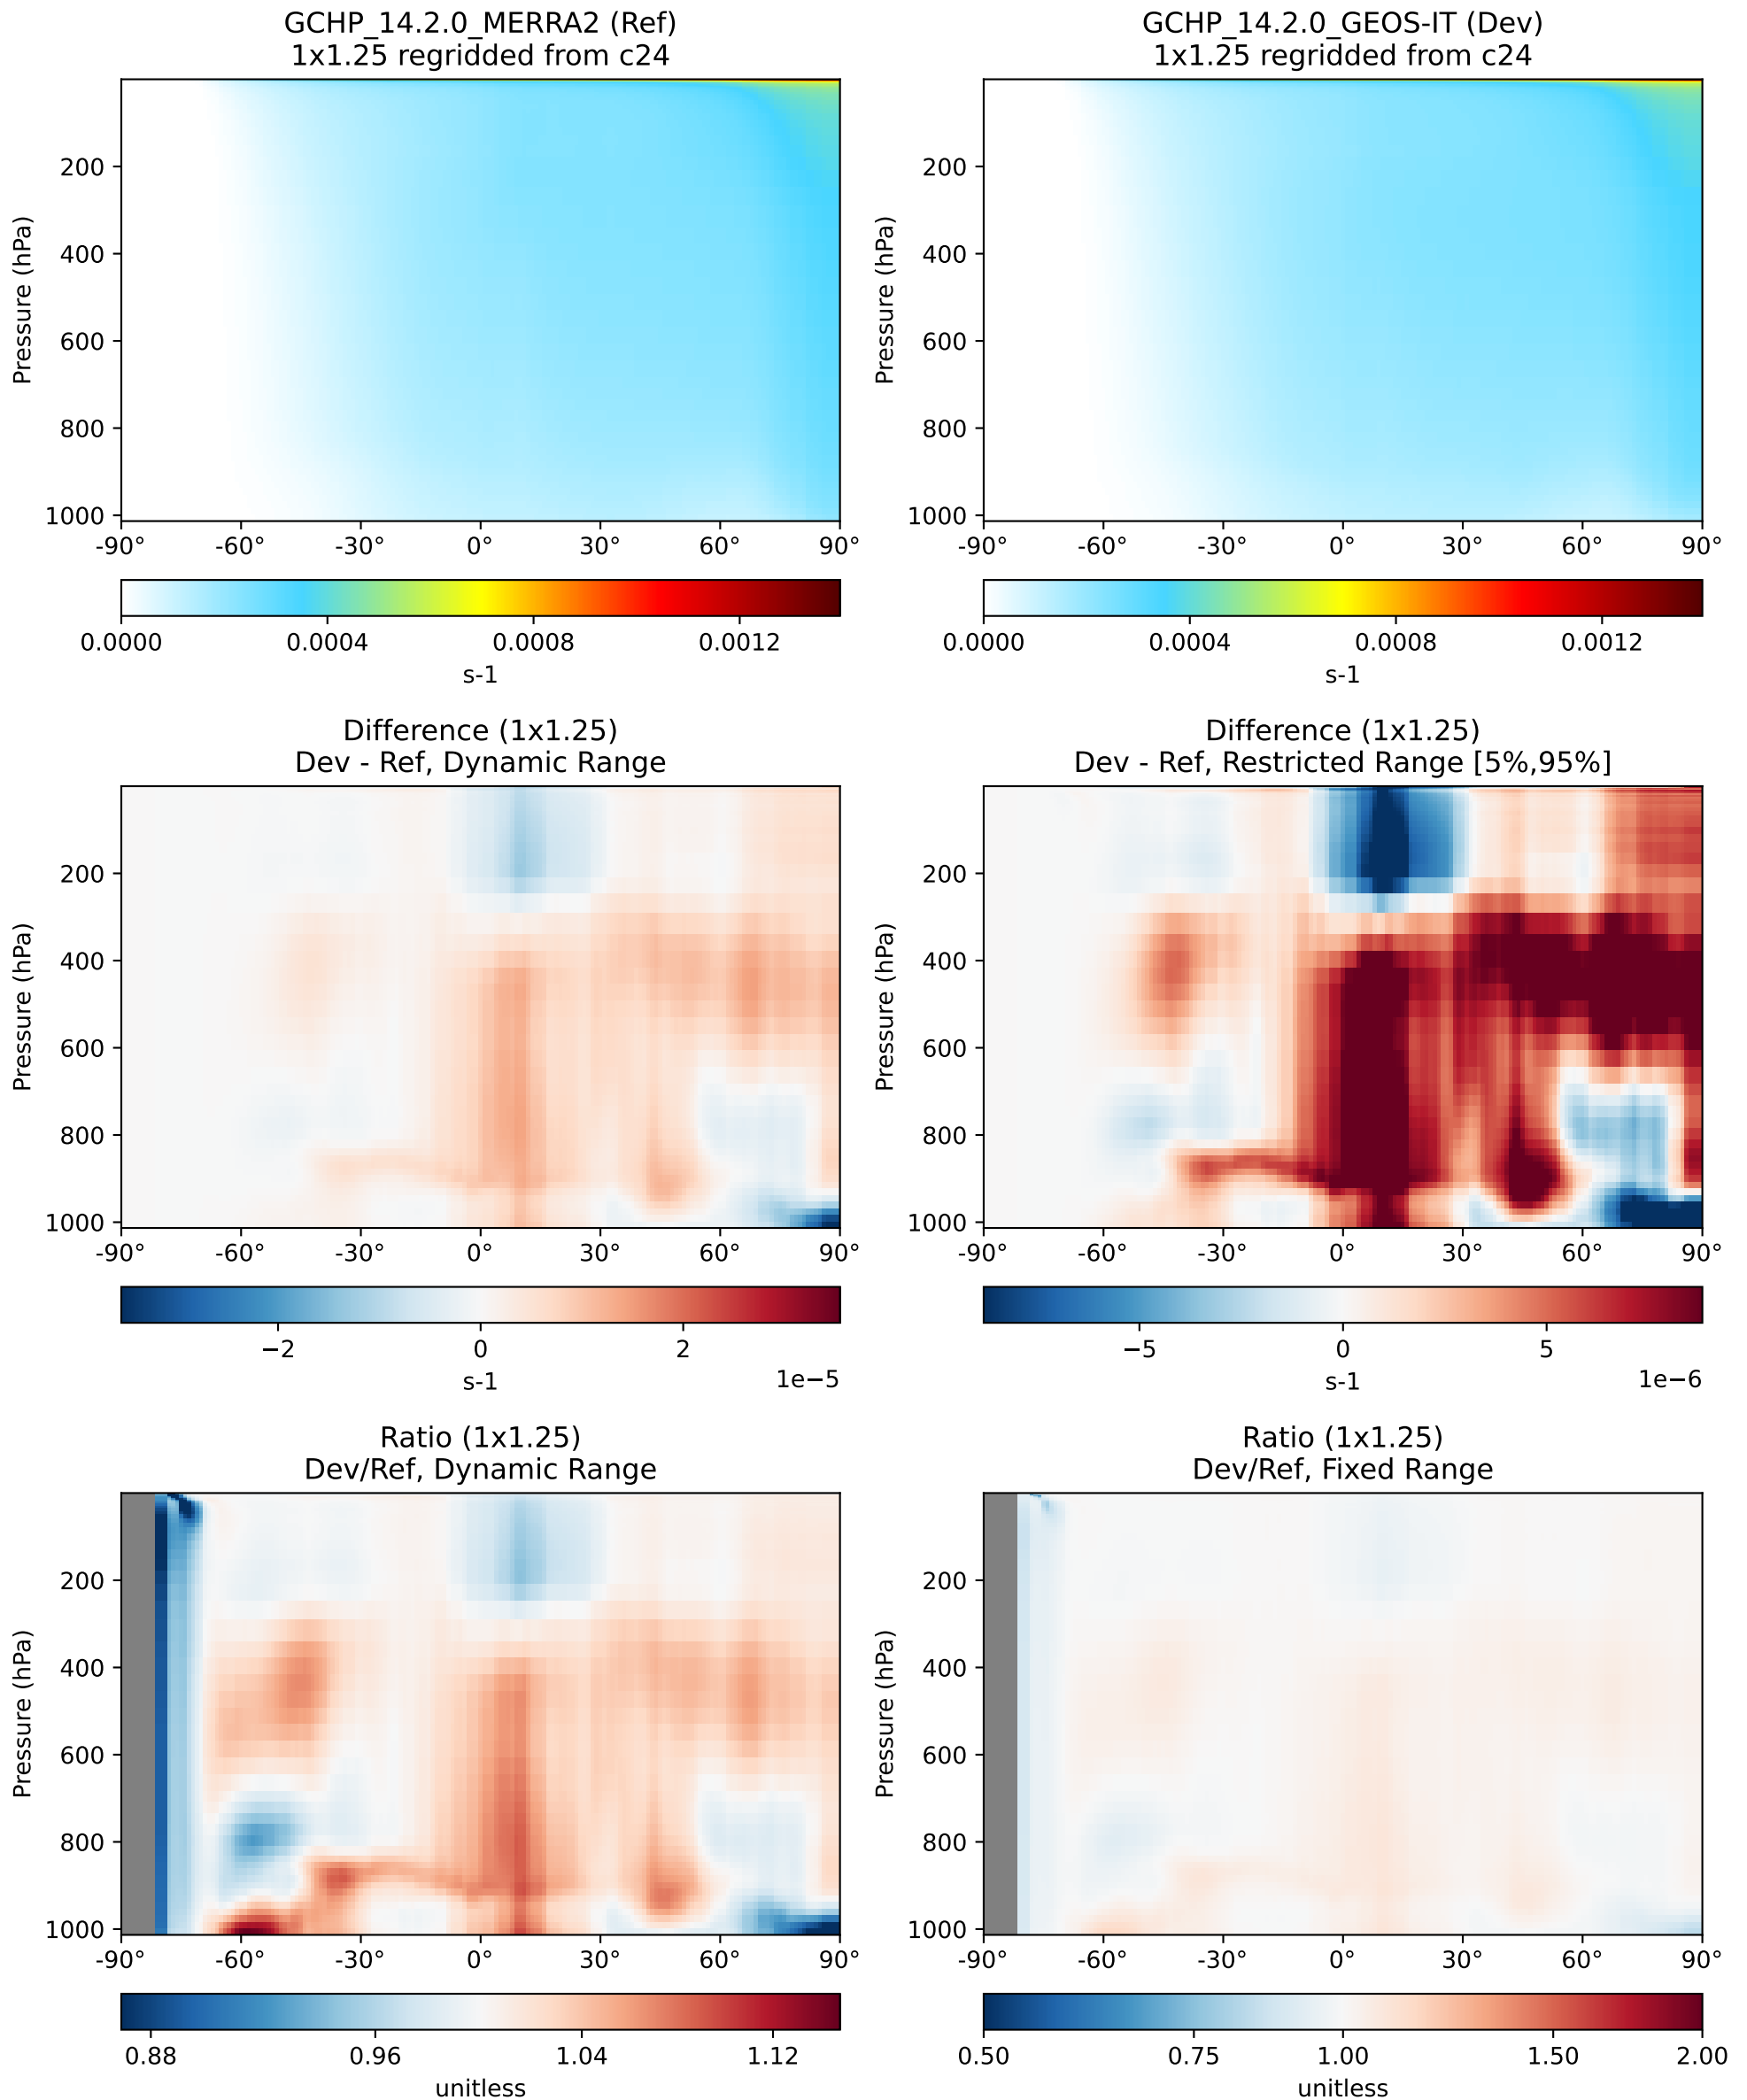 GCHP_14.2.0_MERRA2 (Ref)
1x1.25 regridded from c24
GCHP_14.2.0_GEOS-IT (Dev)
1x1.25 regridded from c24
Pressure (hPa)
200
400
600
800
1000
-90° -60° -30° 0° 30° 60° 90°
0.0000 0.0004 0.0008 0.0012
s-1
Pressure (hPa)
200
400
600
800
1000
-90° -60° -30° 0° 30° 60° 90°
0.0000 0.0004 0.0008 0.0012
s-1
Difference (1x1.25)
Dev - Ref, Dynamic Range
Pressure (hPa)
200
400
600
800
1000
-90° -60° -30° 0° 30° 60° 90°
−2 0 2
s-1
1e−5
Difference (1x1.25)
Dev - Ref, Restricted Range [5%,95%]
Pressure (hPa)
200
400
600
800
1000
-90° -60° -30° 0° 30° 60° 90°
−5 0 5
s-1
1e−6
Ratio (1x1.25)
Dev/Ref, Dynamic Range
Pressure (hPa)
200
400
600
800
1000
-90° -60° -30° 0° 30° 60° 90°
0.88 0.96 1.04 1.12
unitless
Ratio (1x1.25)
Dev/Ref, Fixed Range
Pressure (hPa)
200
400
600
800
1000
-90° -60° -30° 0° 30° 60° 90°
0.50 0.75 1.00 1.50 2.00
unitless